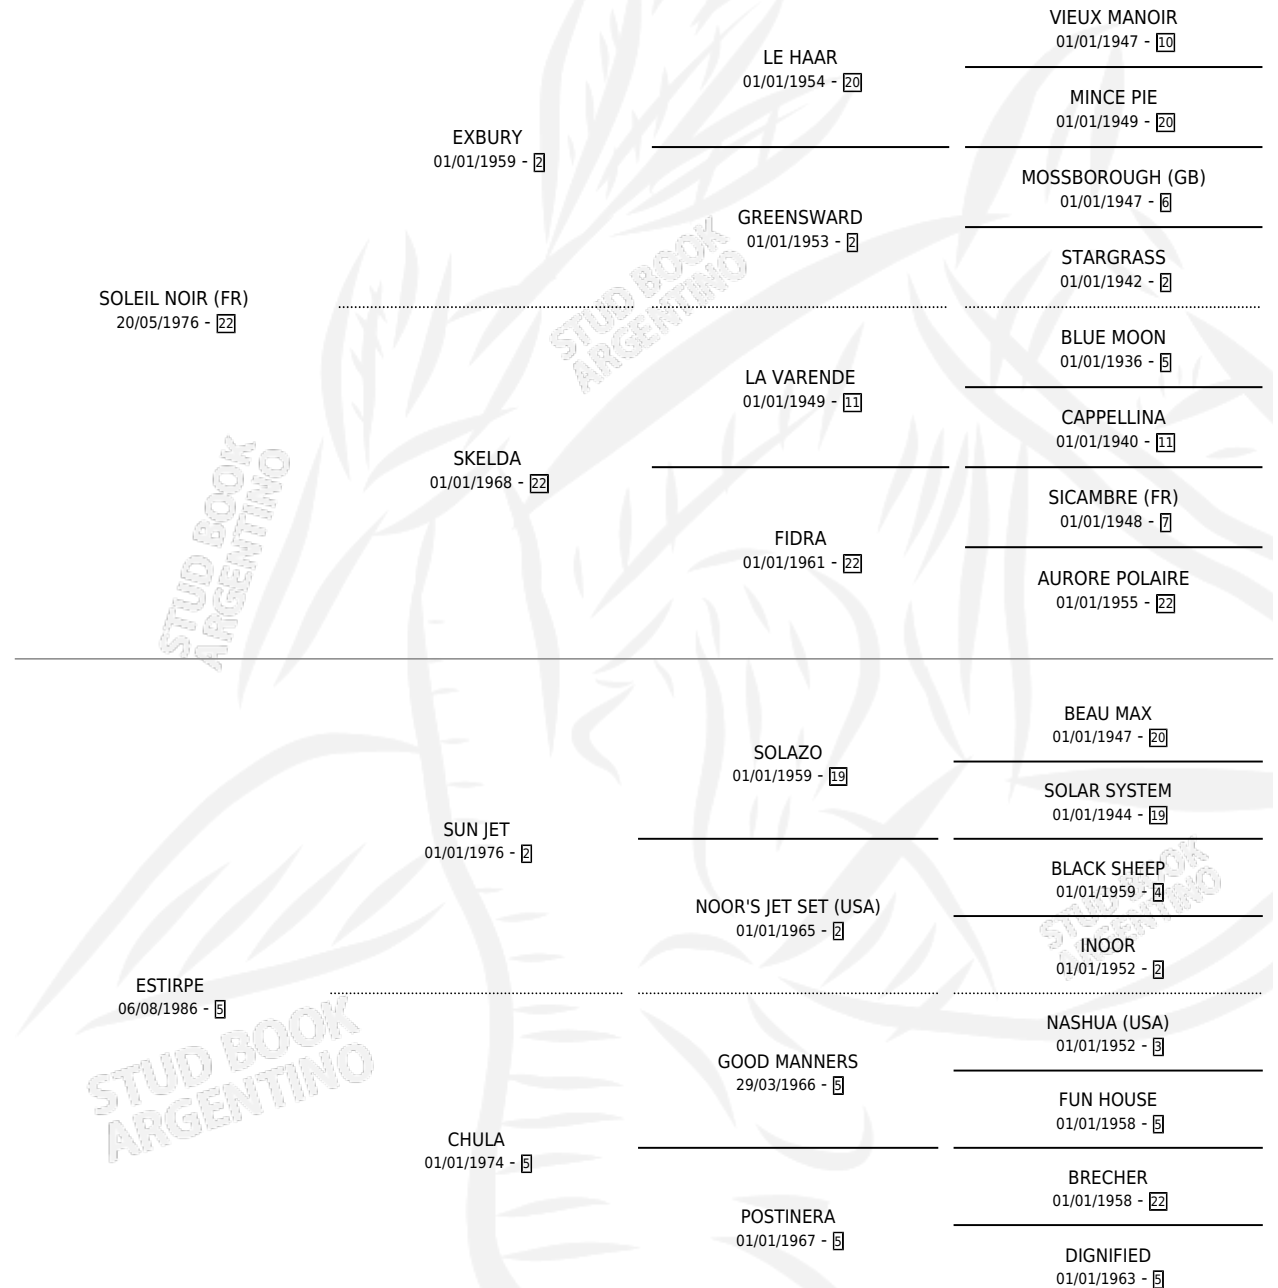 VIEUX MANOIR
01/01/1947 - 10
LE HAAR
01/01/1954 - 20
MINCE PIE
01/01/1949 - 20
EXBURY
01/01/1959 - 2
MOSSBOROUGH (GB)
01/01/1947 - 6
GREENSWARD
01/01/1953 - 2
STARGRASS
01/01/1942 - 2
SOLEIL NOIR (FR)
20/05/1976 - 22
STUD BOOK
ARGENTINO
BLUE MOON
01/01/1936 - 5
LA VARENDE
01/01/1949 - 11
CAPPELLINA
01/01/1940 - 11
SKELDA
01/01/1968 - 22
SICAMBRE (FR)
01/01/1948 - 7
FIDRA
01/01/1961 - 22
AURORE POLAIRE
01/01/1955 - 22
STUD BOOK
ARGENTINO
BEAU MAX
01/01/1947 - 20
SOLAZO
01/01/1959 - 19
SOLAR SYSTEM
01/01/1944 - 19
SUN JET
01/01/1976 - 2
BLACK SHEEP
01/01/1959 - 4
NOOR'S JET SET (USA)
01/01/1965 - 2
STUD BOOK
ARGENTINO
INOOR
01/01/1952 - 2
ESTIRPE
06/08/1986 - 5
STUD BOOK
ARGENTINO
NASHUA (USA)
01/01/1952 - 3
GOOD MANNERS
29/03/1966 - 5
FUN HOUSE
01/01/1958 - 5
CHULA
01/01/1974 - 5
BRECHER
01/01/1958 - 22
POSTINERA
01/01/1967 - 5
DIGNIFIED
01/01/1963 - 5